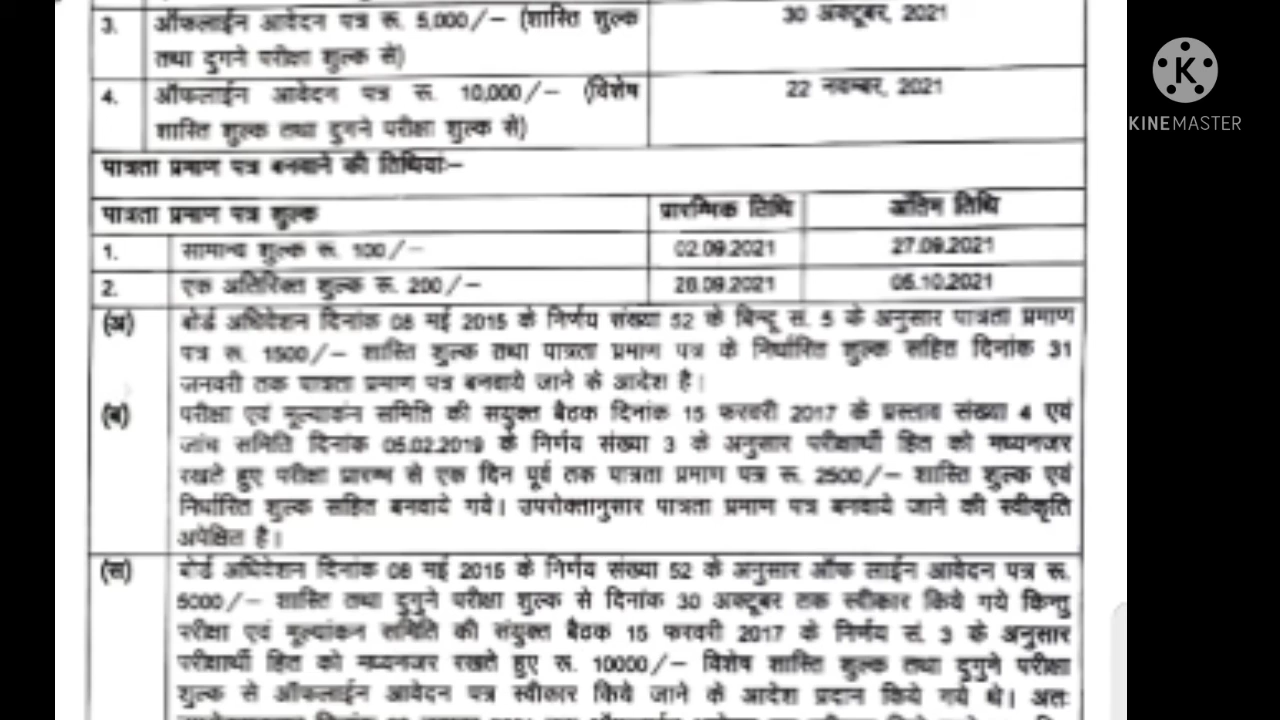 3. ऑफलाईन आवेदन पत्र रू. 5,000/- (शास्ति शुल्क 30 अक्टूबर, 2021
तथा दुगने परीक्षा शुल्क से)
4. ऑफलाईन आवेदन पत्र रू. 10,000/- (विशेष 22 नवम्बर, 2021
शास्ति शुल्क तथा दुगने परीक्षा शुल्क से)
पात्रता प्रमाण पत्र बनवाने की तिथियां:-
पात्रता प्रमाण पत्र शुल्क प्रारम्भिक तिथि अंतिम तिथि
1. सामान्य शुल्क रू. 100/- 02.09.2021 27.09.2021
2. एक अतिरिक्त शुल्क रू. 200/- 28.09.2021 05.10.2021
(अ) बोर्ड अधिवेशन दिनांक 08 मई 2015 के निर्णय संख्या 52 के बिन्दू सं. 5 के अनुसार पात्रता प्रमाण
पत्र रू. 1500/- शास्ति शुल्क तथा पात्रता प्रमाण पत्र के निर्धारित शुल्क सहित दिनांक 31
जनवरी तक पात्रता प्रमाण पत्र बनवाये जाने के आदेश है।
(ब) परीक्षा एवं मूल्याकंन समिति की सयुक्त बैठक दिनांक 15 फरवरी 2017 के प्रस्ताव संख्या 4 एवं
जांच समिति दिनांक 05.02.2019 के निर्णय संख्या 3 के अनुसार परीक्षार्थी हित को मध्यनजर
रखते हुए परीक्षा प्रारम्भ से एक दिन पूर्व तक पात्रता प्रमाण पत्र रू. 2500/- शास्ति शुल्क एवं
निर्धारित शुल्क सहित बनवाये गये। उपरोक्तानुसार पात्रता प्रमाण पत्र बनवाये जाने की स्वीकृति
अपेक्षित है।
(स) बोर्ड अधिवेशन दिनांक 08 मई 2015 के निर्णय संख्या 52 के अनुसार ऑफ लाईन आवेदन पत्र रू.
5000/- शास्ति तथा दुगुने परीक्षा शुल्क से दिनांक 30 अक्टूबर तक स्वीकार किये गये किन्तु
परीक्षा एवं मूल्यांकन समिति की संयुक्त बैठक 15 फरवरी 2017 के निर्णय सं. 3 के अनुसार
परीक्षार्थी हित को मध्यनजर रखते हुए रू. 10000/- विशेष शास्ति शुल्क तथा दुगुने परीक्षा
शुल्क से ऑफलाईन आवेदन पत्र स्वीकार किये जाने के आदेश प्रदान किये गये थे। अतः
K
KINEMASTER